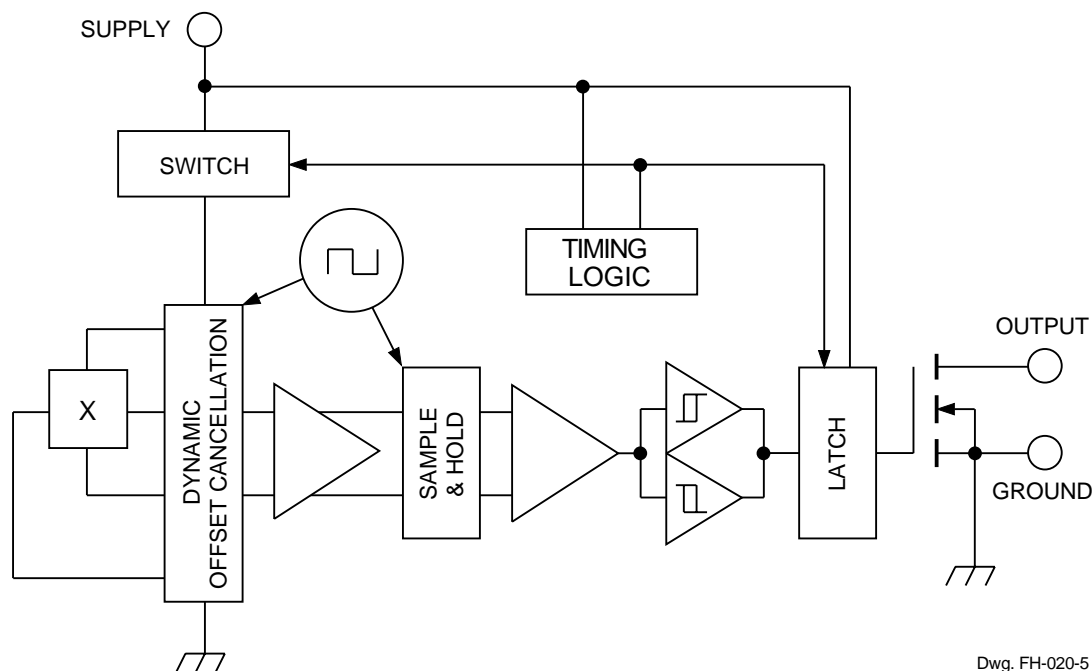 SUPPLY
SWITCH
TIMING
LOGIC
X
DYNAMIC
OFFSET CANCELLATION
SAMPLE
& HOLD
LATCH
OUTPUT
GROUND
Dwg. FH-020-5